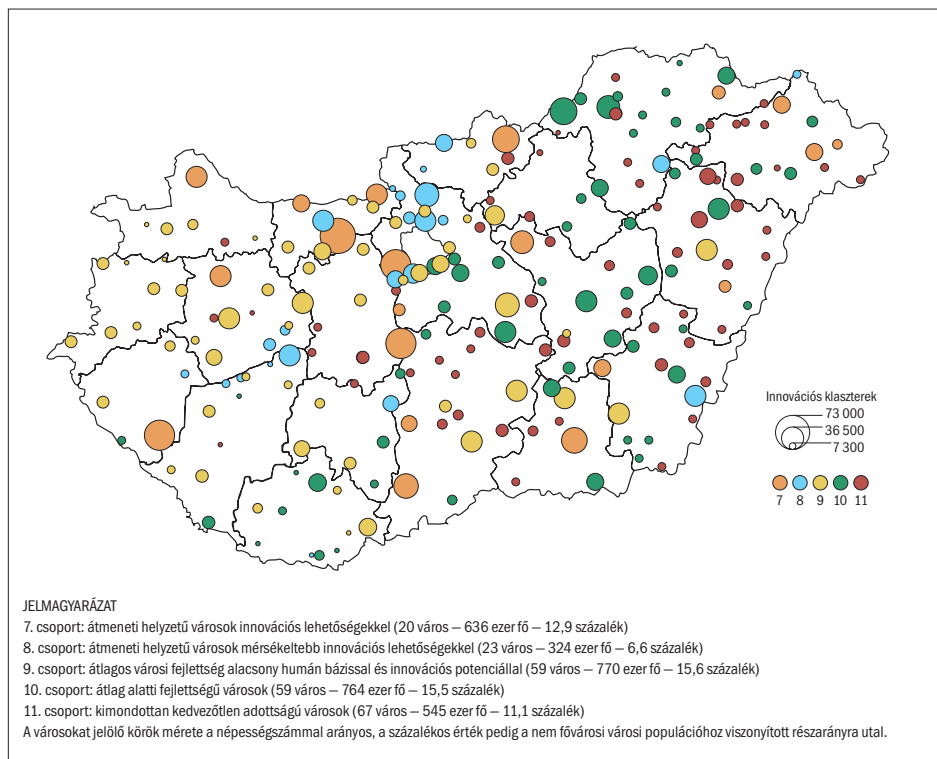 Innovációs klaszterek
73 000
36 500
7 300
7 8 9 10 11
JELMAGYARÁZAT
7. csoport: átmeneti helyzetű városok innovációs lehetőségekkel (20 város – 636 ezer fő – 12,9 százalék)
8. csoport: átmeneti helyzetű városok mérsékeltebb innovációs lehetőségekkel (23 város – 324 ezer fő – 6,6 százalék)
9. csoport: átlagos városi fejlettség alacsony humán bázissal és innovációs potenciállal (59 város – 770 ezer fő – 15,6 százalék)
10. csoport: átlag alatti fejlettségű városok (59 város – 764 ezer fő – 15,5 százalék)
11. csoport: kimondottan kedvezőtlen adottságú városok (67 város – 545 ezer fő – 11,1 százalék)
A városokat jelölő körök mérete a népességszámmal arányos, a százalékos érték pedig a nem fővárosi városi populációhoz viszonyított részarányra utal.